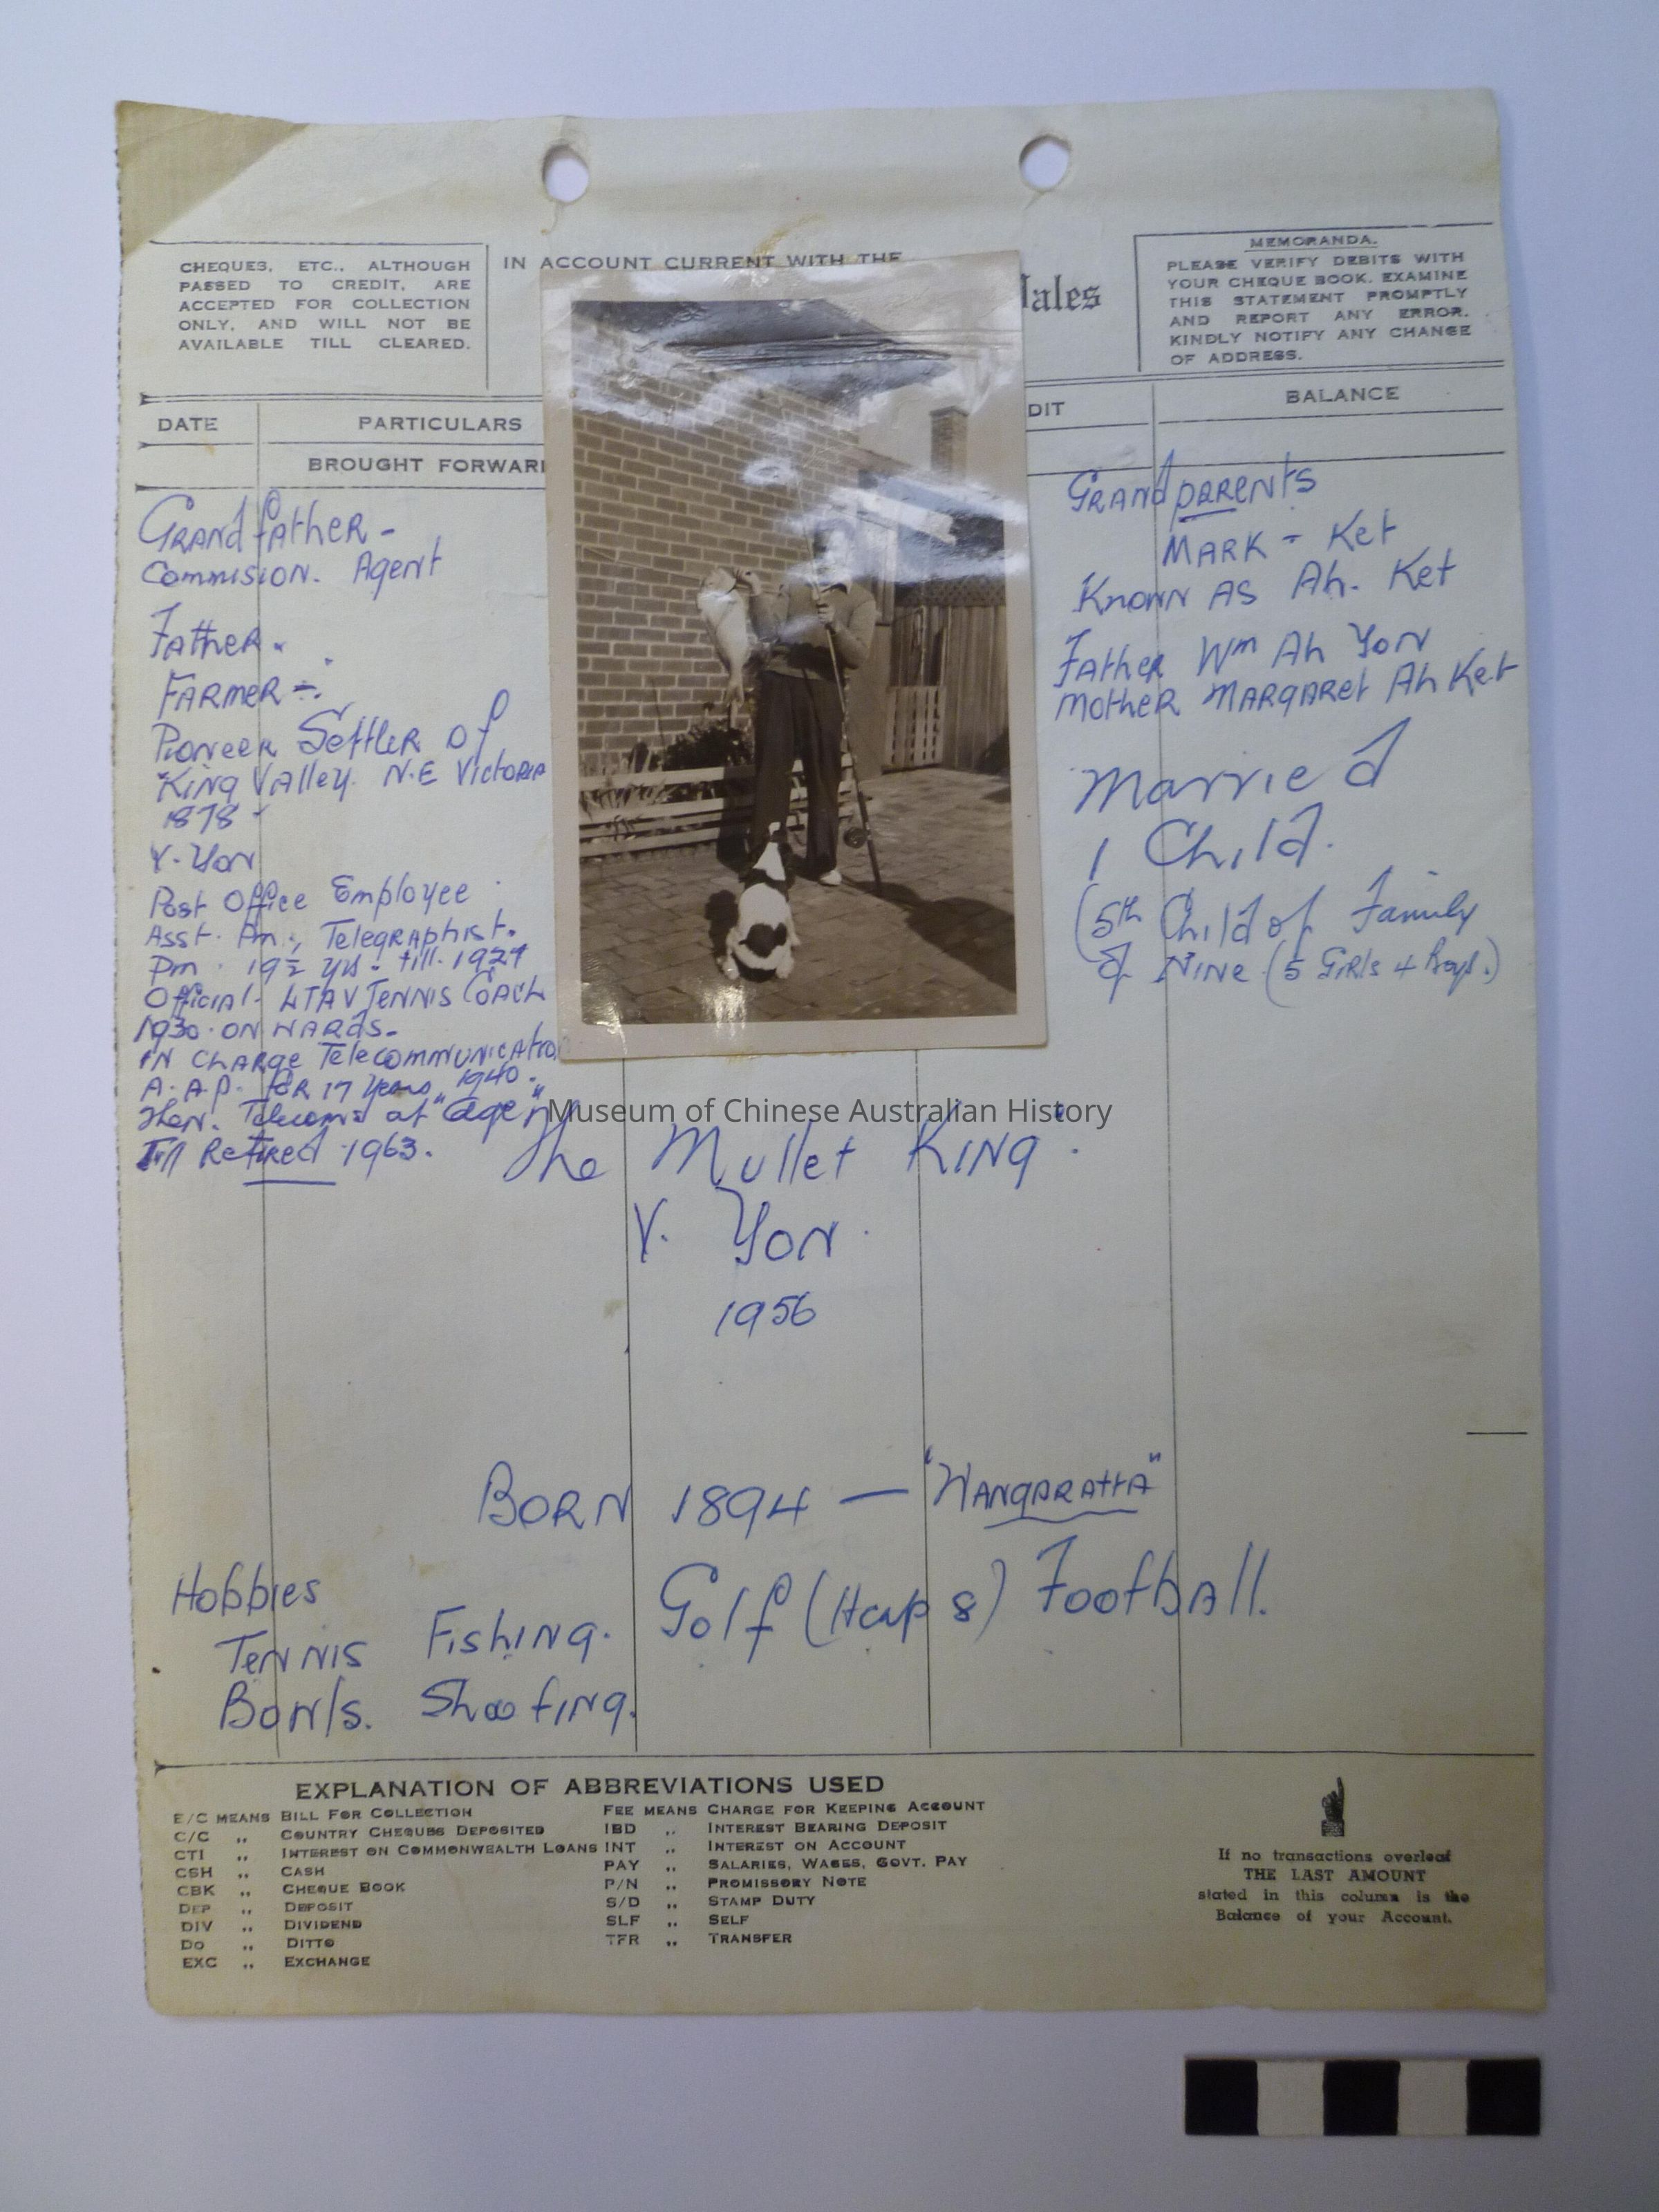 CHEQUES, ETC., ALTHOUGH
PASSED TO CREDIT, ARE
ACCEPTED FOR COLLECTION
ONLY, AND WILL NOT BE
AVAILABLE TILL CLEARED.
IN ACCOUNT CURRENT WITH THE
ales
MEMORANDA.
PLEASE VERIFY DEBITS WITH
YOUR CHEQUE BOOK. EXAMINE
THIS STATEMENT PROMPTLY
AND REPORT ANY ERROR.
KINDLY NOTIFY ANY CHANGE
OF ADDRESS.
DATE
PARTICULARS
DIT
BALANCE
BROUGHT FORWAR
Grandfather -
Commision. Agent
Father.
Farmer -.
Pioneer Settler of
King Valley. N.E Victoria
1878
V. Yon
Post Office Employee
Asst. Pm., Telegraphist.
Pm. 19½ yrs. till. 1927
Official- LTAV Tennis Coach
1930. onwards-
in charge Telecommunicatio
A.A.P. for 17 years, 1940.
Then. Telecoms at "Age"
Till Retired 1963.
Grandparents
Mark - Ket
Known as Ah. Ket
Father Wm Ah Yon
Mother Margaret Ah Ket
Married
1 Child.
(5th Child of Family
of Nine (5 Girls 4 Boys.)
Museum of Chinese Australian History
The Mullet King.
V. Yon.
1956
Born 1894 — "Wangaratta"
Hobbies
Tennis Fishing. Golf (Hcap 8) Football.
Bowls. Shooting.
EXPLANATION OF ABBREVIATIONS USED
E/C MEANS BILL FOR COLLECTION
C/C ,, COUNTRY CHEQUES DEPOSITED
CTI ,, INTEREST ON COMMONWEALTH LOANS
CSH ,, CASH
CBK ,, CHEQUE BOOK
DEP ,, DEPOSIT
DIV ,, DIVIDEND
DO ,, DITTO
EXC ,, EXCHANGE
FEE MEANS CHARGE FOR KEEPING ACCOUNT
IBD ,, INTEREST BEARING DEPOSIT
INT ,, INTEREST ON ACCOUNT
PAY ,, SALARIES, WAGES, GOVT. PAY
P/N ,, PROMISSORY NOTE
S/D ,, STAMP DUTY
SLF ,, SELF
TFR ,, TRANSFER
If no transactions overleaf
THE LAST AMOUNT
stated in this column is the
Balance of your Account.